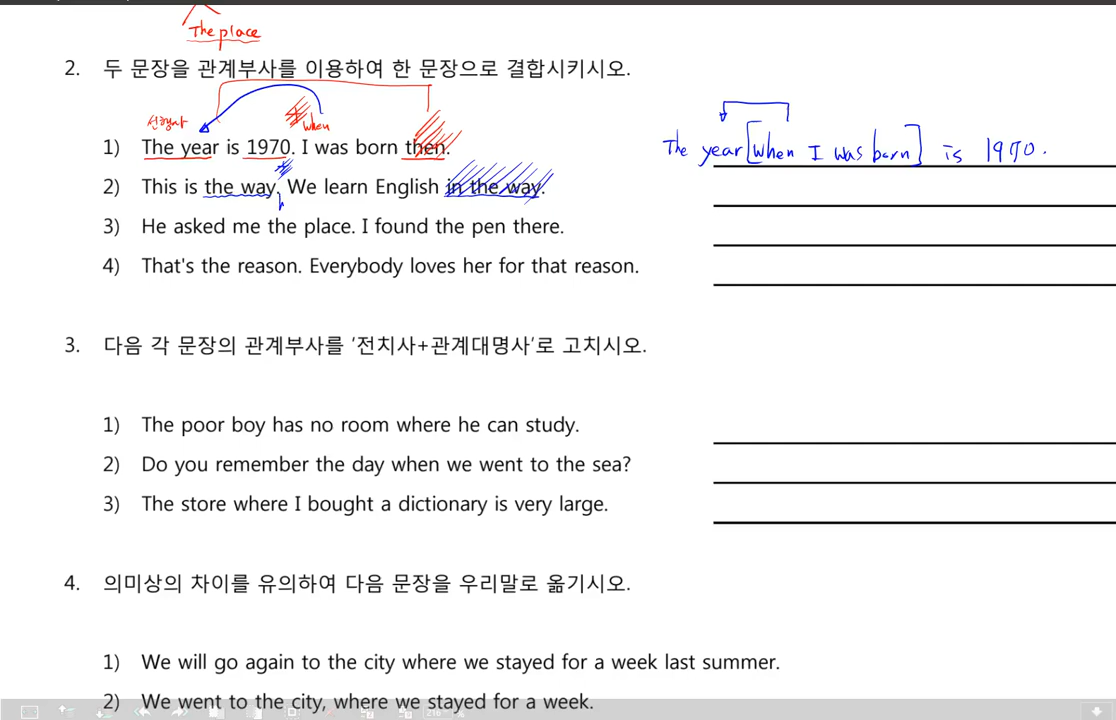 The place
2. 두 문장을 관계부사를 이용하여 한 문장으로 결합시키시오.
선행사
when
1) The year is 1970. I was born then.
The year [when I was born] is 1970.
2) This is the way. We learn English in the way.
h
3) He asked me the place. I found the pen there.
4) That's the reason. Everybody loves her for that reason.
3. 다음 각 문장의 관계부사를 '전치사+관계대명사'로 고치시오.
1) The poor boy has no room where he can study.
2) Do you remember the day when we went to the sea?
3) The store where I bought a dictionary is very large.
4. 의미상의 차이를 유의하여 다음 문장을 우리말로 옮기시오.
1) We will go again to the city where we stayed for a week last summer.
2) We went to the city, where we stayed for a week.